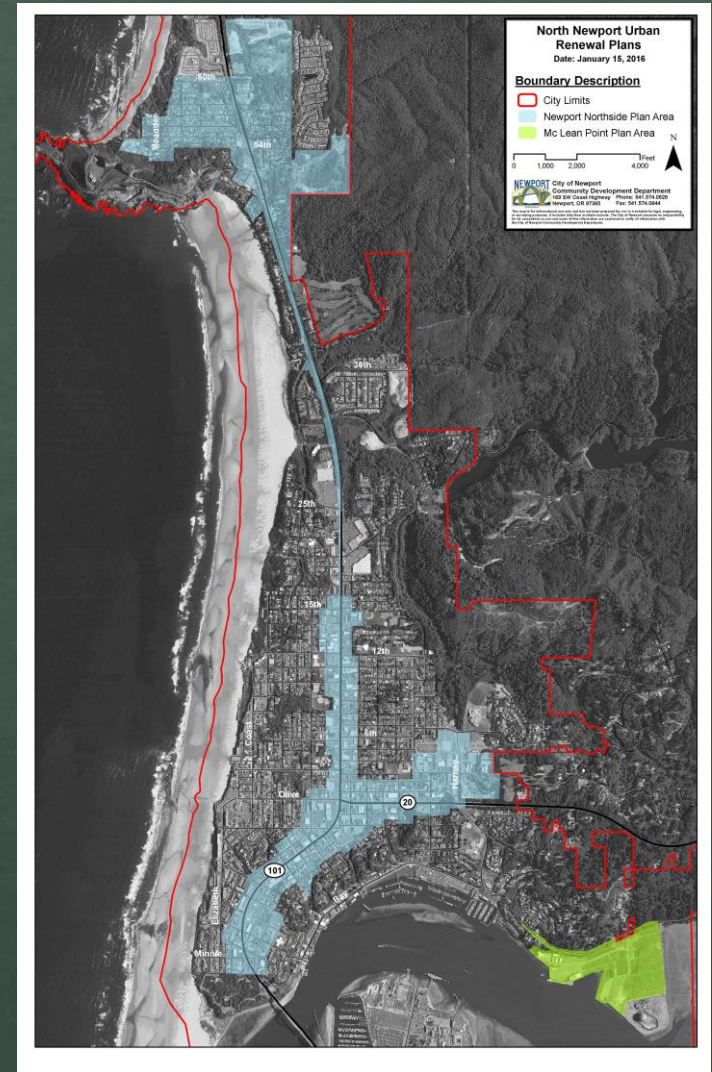 North Newport Urban
Renewal Plans
Date: January 15, 2016
Boundary Description
City Limits
Newport Northside Plan Area
Mc Lean Point Plan Area
N
Feet
0 1,000 2,000 4,000
NEWPORT
City of Newport
Community Development Department
169 SW Coast Highway Phone: 541.574.0629
Newport, OR 97365 Fax: 541.574.0644
60th
Meander
54th
36th
25th
15th
12th
6th
Coast
Harney
Olive
20
101
Elizabeth
Bay
Minnie